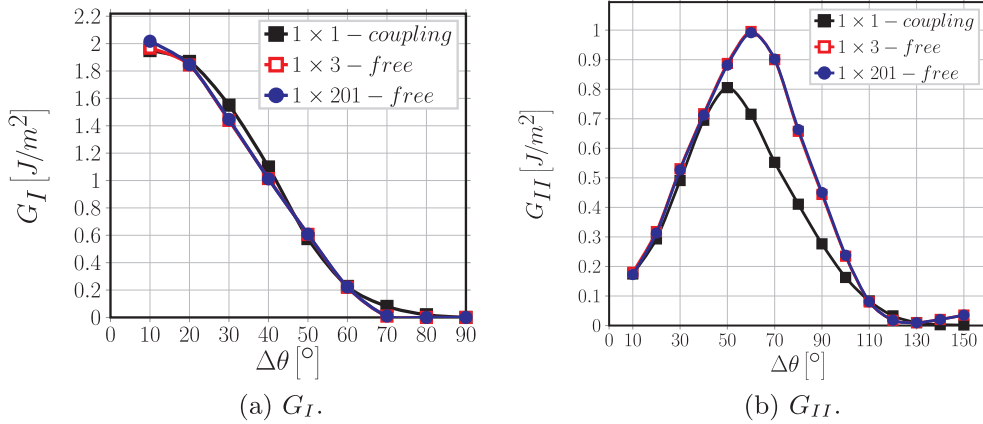 2.2
2
1.8
1.6
1.4
1.2
1
0.8
0.6
0.4
0.2
0
G_I [J/m²]
1 × 1 − coupling
1 × 3 − free
1 × 201 − free
0 10 20 30 40 50 60 70 80 90
Δθ [°]
(a) G_I.
1
0.9
0.8
0.7
0.6
0.5
0.4
0.3
0.2
0.1
0
G_II [J/m²]
1 × 1 − coupling
1 × 3 − free
1 × 201 − free
0 10 30 50 70 90 110 130 150
Δθ [°]
(b) G_II.